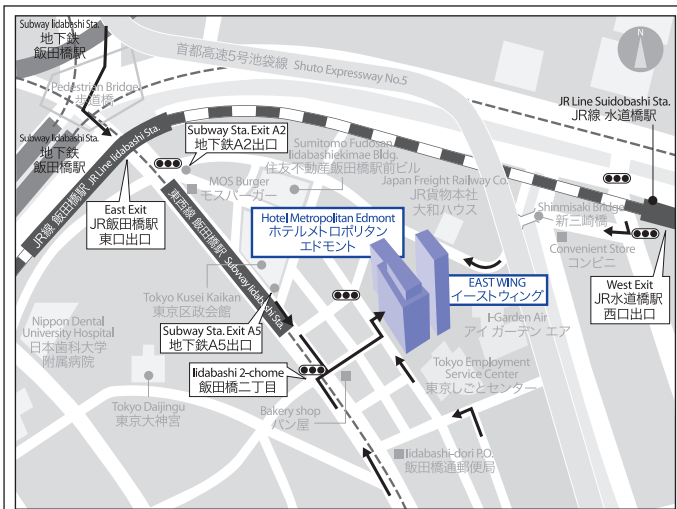 Subway Iidabashi Sta.
地下鉄
飯田橋駅
首都高速5号池袋線 Shuto Expressway No.5
N
Pedestrian Bridge
歩道橋
JR Line Suidobashi Sta.
JR線 水道橋駅
Subway Iidabashi Sta.
地下鉄
飯田橋駅
JR線 飯田橋駅 JR Line Iidabashi Sta.
Subway Sta. Exit A2
地下鉄A2出口
Sumitomo Fudosan
Iidabashiekimae Bldg.
住友不動産飯田橋駅前ビル
MOS Burger
モスバーガー
Japan Freight Railway Co.
JR貨物本社
大和ハウス
East Exit
JR飯田橋駅
東口出口
東西線 飯田橋駅 Subway Iidabashi Sta.
Hotel Metropolitan Edmont
ホテルメトロポリタン
エドモント
Shinmisaki Bridge
新三崎橋
Convenient Store
コンビニ
EAST WING
イーストウィング
West Exit
JR水道橋駅
西口出口
Tokyo Kusei Kaikan
東京区政会館
I-Garden Air
アイ ガーデン エア
Nippon Dental
University Hospital
日本歯科大学
附属病院
Subway Sta. Exit A5
地下鉄A5出口
Tokyo Employment
Service Center
東京しごとセンター
Iidabashi 2-chome
飯田橋二丁目
Tokyo Daijingu
東京大神宮
Bakery shop
パン屋
Iidabashi-dori P.O.
飯田橋通郵便局